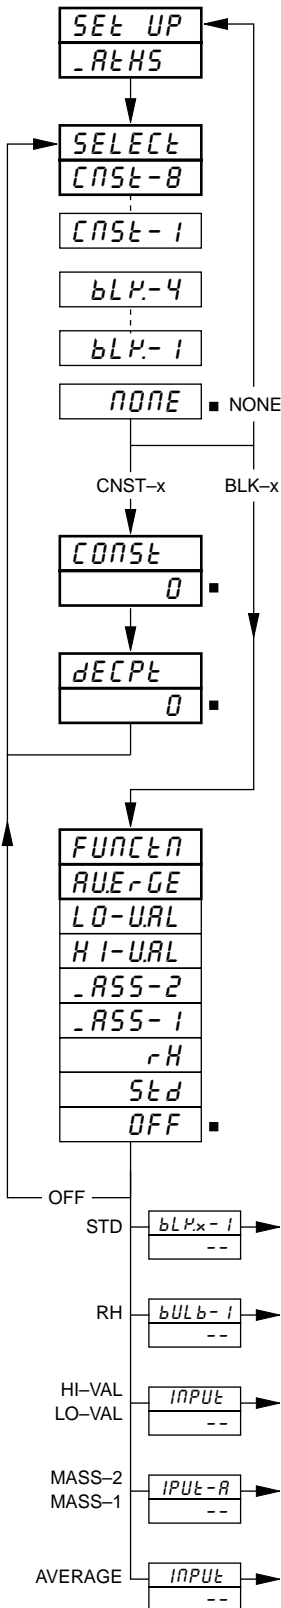 SEt UP
_AtHS
SELECt
CNSt-8
CNSt-1
bLK.-4
bLK.-1
NONE ■ NONE
CNST–x BLK–x
CONSt
0 ■
dECPt
0 ■
FUNCtN
AV.ErGE
LO-V.AL
HI-V.AL
_ASS-2
_ASS-1
rH
Std
OFF ■
OFF
STD bLK.x-1
--
RH bULb-1
--
HI–VAL INPUt
LO–VAL --
MASS–2 IPUt-A
MASS–1 --
AVERAGE INPUt
--